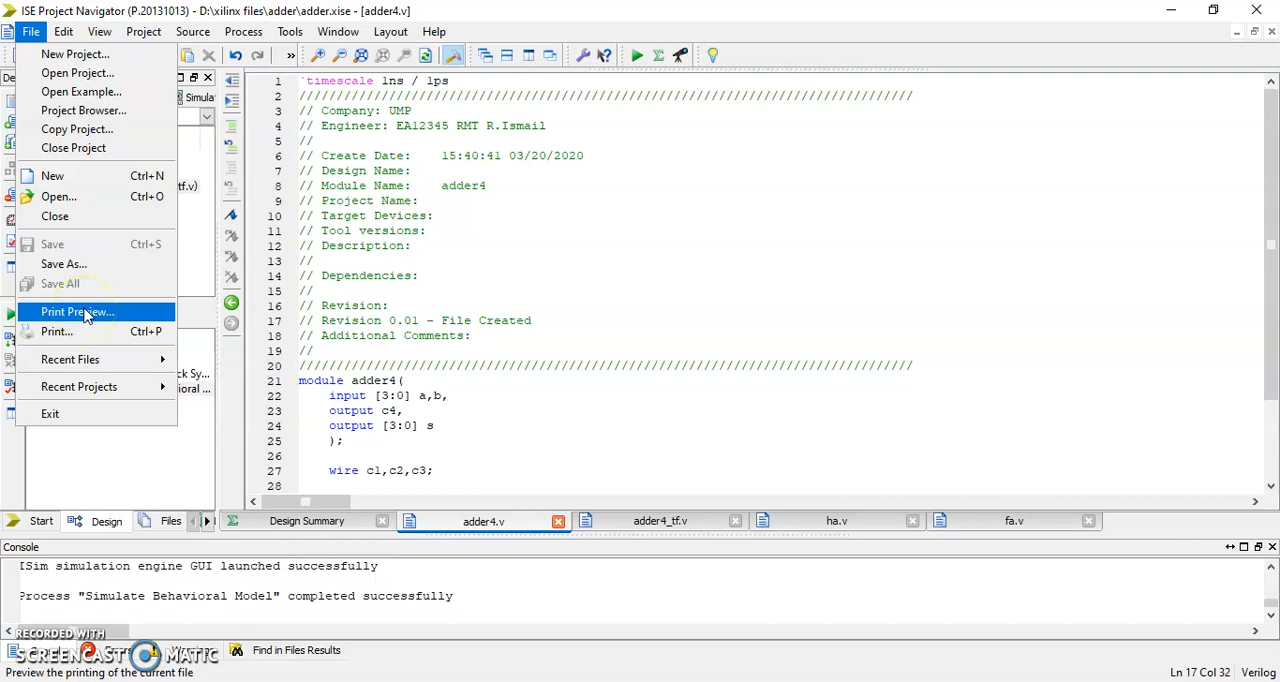 ISE Project Navigator (P.20131013) - D:\xilinx files\adder\adder.xise - [adder4.v]
File Edit View Project Source Process Tools Window Layout Help
New Project...
Open Project...
Open Example...
Project Browser...
Copy Project...
Close Project
New Ctrl+N
Open... Ctrl+O
Close
Save Ctrl+S
Save As...
Save All
Print Preview...
Print... Ctrl+P
Recent Files
Recent Projects
Exit
De
Simula
tf.v)
ck Sy...
ioral ...
1 `timescale 1ns / 1ps
2 //////////////////////////////////////////////////////////////////////////////////
3 // Company: UMP
4 // Engineer: EA12345 RMT R.Ismail
5 //
6 // Create Date: 15:40:41 03/20/2020
7 // Design Name:
8 // Module Name: adder4
9 // Project Name:
10 // Target Devices:
11 // Tool versions:
12 // Description:
13 //
14 // Dependencies:
15 //
16 // Revision:
17 // Revision 0.01 - File Created
18 // Additional Comments:
19 //
20 //////////////////////////////////////////////////////////////////////////////////
21 module adder4(
22 input [3:0] a,b,
23 output c4,
24 output [3:0] s
25 );
26
27 wire c1,c2,c3;
28
Start Design Files
Design Summary adder4.v adder4_tf.v ha.v fa.v
Console
ISim simulation engine GUI launched successfully
Process "Simulate Behavioral Model" completed successfully
RECORDED WITH
SCREENCAST MATIC
Find in Files Results
Preview the printing of the current file
Ln 17 Col 32 Verilog